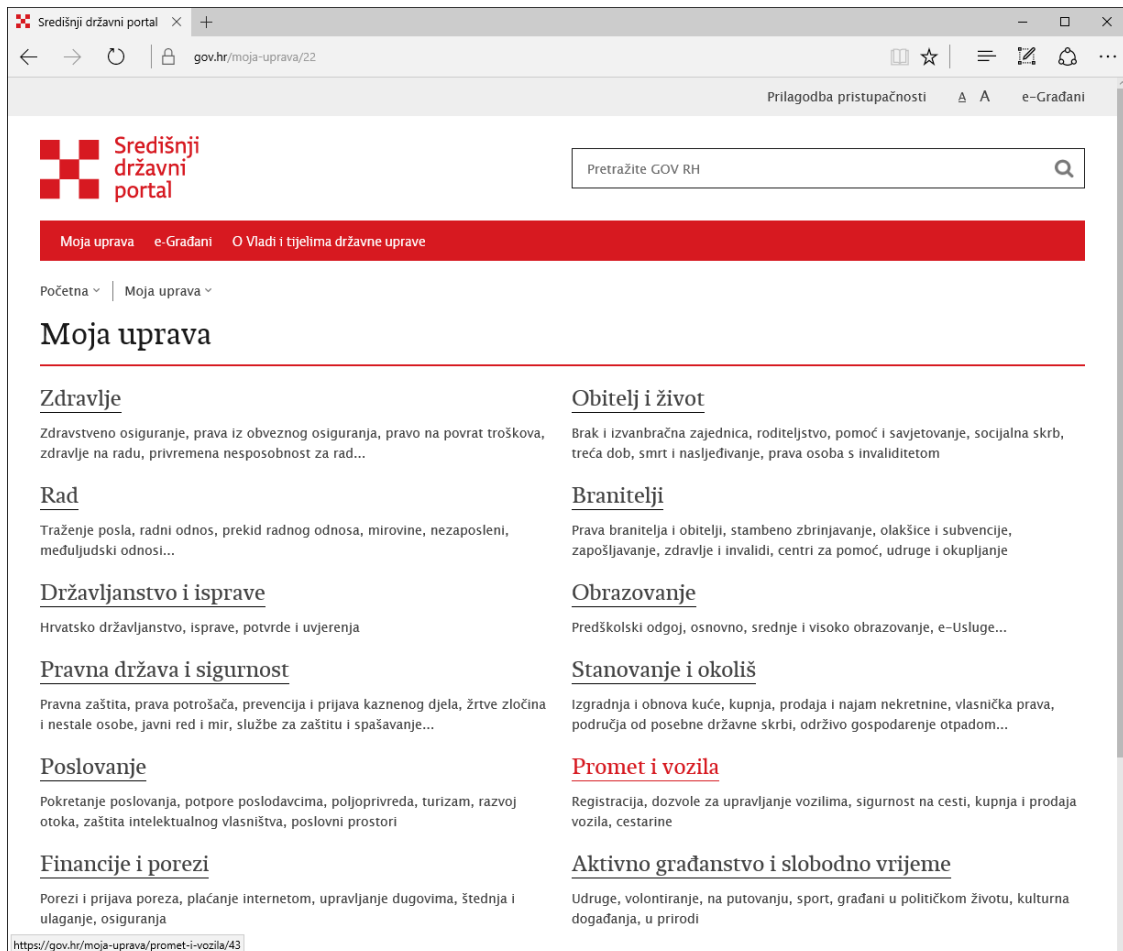 Središnji državni portal
gov.hr/moja-uprava/22
Prilagodba pristupačnosti A A e-Građani
Središnji
državni
portal
Pretražite GOV RH
Moja uprava e-Građani O Vladi i tijelima državne uprave
Početna Moja uprava
Moja uprava
Zdravlje
Zdravstveno osiguranje, prava iz obveznog osiguranja, pravo na povrat troškova,
zdravlje na radu, privremena nesposobnost za rad...
Obitelj i život
Brak i izvanbračna zajednica, roditeljstvo, pomoć i savjetovanje, socijalna skrb,
treća dob, smrt i nasljeđivanje, prava osoba s invaliditetom
Rad
Traženje posla, radni odnos, prekid radnog odnosa, mirovine, nezaposleni,
međuljudski odnosi...
Branitelji
Prava branitelja i obitelji, stambeno zbrinjavanje, olakšice i subvencije,
zapošljavanje, zdravlje i invalidi, centri za pomoć, udruge i okupljanje
Državljanstvo i isprave
Hrvatsko državljanstvo, isprave, potvrde i uvjerenja
Obrazovanje
Predškolski odgoj, osnovno, srednje i visoko obrazovanje, e-Usluge...
Pravna država i sigurnost
Pravna zaštita, prava potrošača, prevencija i prijava kaznenog djela, žrtve zločina
i nestale osobe, javni red i mir, službe za zaštitu i spašavanje...
Stanovanje i okoliš
Izgradnja i obnova kuće, kupnja, prodaja i najam nekretnine, vlasnička prava,
područja od posebne državne skrbi, održivo gospodarenje otpadom...
Poslovanje
Pokretanje poslovanja, potpore poslodavcima, poljoprivreda, turizam, razvoj
otoka, zaštita intelektualnog vlasništva, poslovni prostori
Promet i vozila
Registracija, dozvole za upravljanje vozilima, sigurnost na cesti, kupnja i prodaja
vozila, cestarine
Financije i porezi
Porezi i prijava poreza, plaćanje internetom, upravljanje dugovima, štednja i
ulaganje, osiguranja
Aktivno građanstvo i slobodno vrijeme
Udruge, volontiranje, na putovanju, sport, građani u političkom životu, kulturna
događanja, u prirodi
https://gov.hr/moja-uprava/promet-i-vozila/43